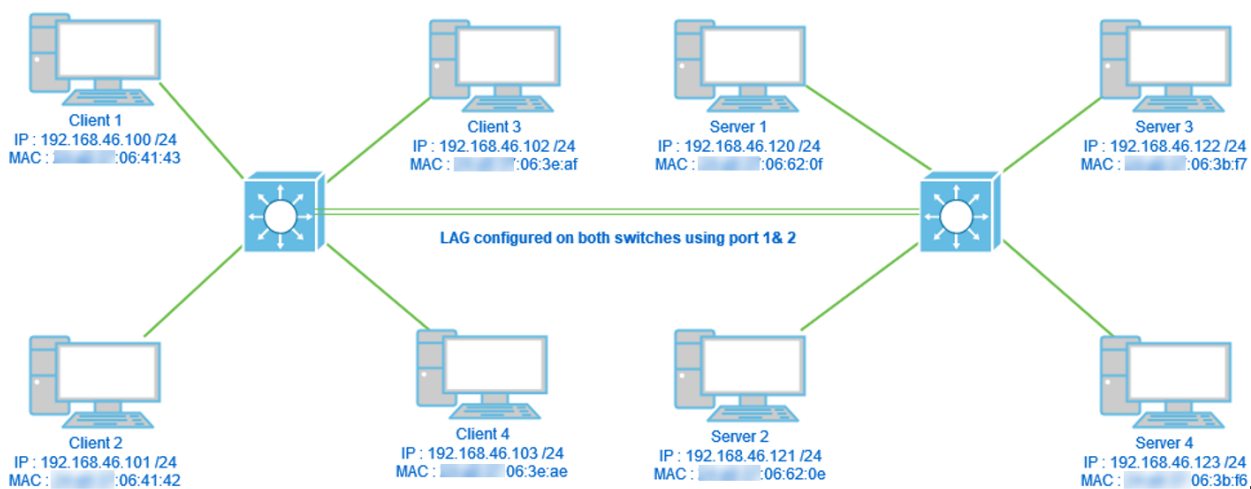 Client 1
IP : 192.168.46.100 /24
MAC : :06:41:43
Client 3
IP : 192.168.46.102 /24
MAC : :06:3e:af
Server 1
IP : 192.168.46.120 /24
MAC : :06:62:0f
Server 3
IP : 192.168.46.122 /24
MAC : :06:3b:f7
LAG configured on both switches using port 1& 2
Client 2
IP : 192.168.46.101 /24
MAC : :06:41:42
Client 4
IP : 192.168.46.103 /24
MAC : 06:3e:ae
Server 2
IP : 192.168.46.121 /24
MAC : :06:62:0e
Server 4
IP : 192.168.46.123 /24
MAC : 06:3b:f6